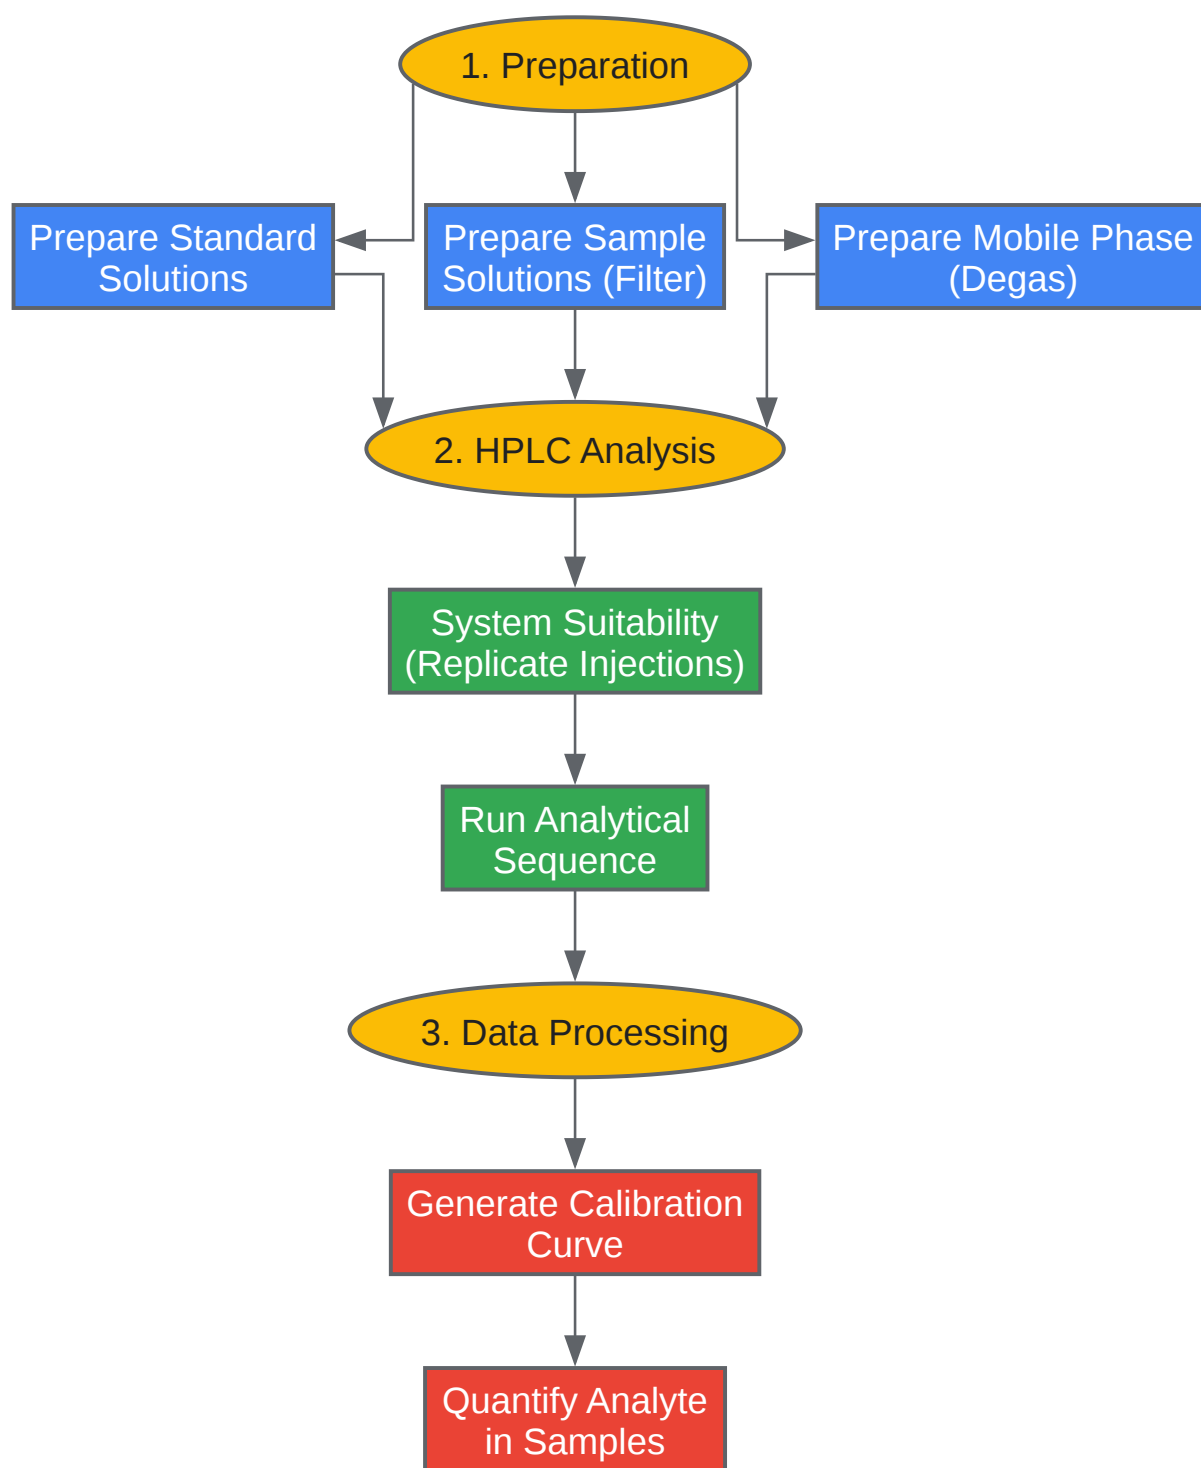 1. Preparation
Prepare Standard
Solutions
Prepare Sample
Solutions (Filter)
Prepare Mobile Phase
(Degas)
2. HPLC Analysis
System Suitability
(Replicate Injections)
Run Analytical
Sequence
3. Data Processing
Generate Calibration
Curve
Quantify Analyte
in Samples